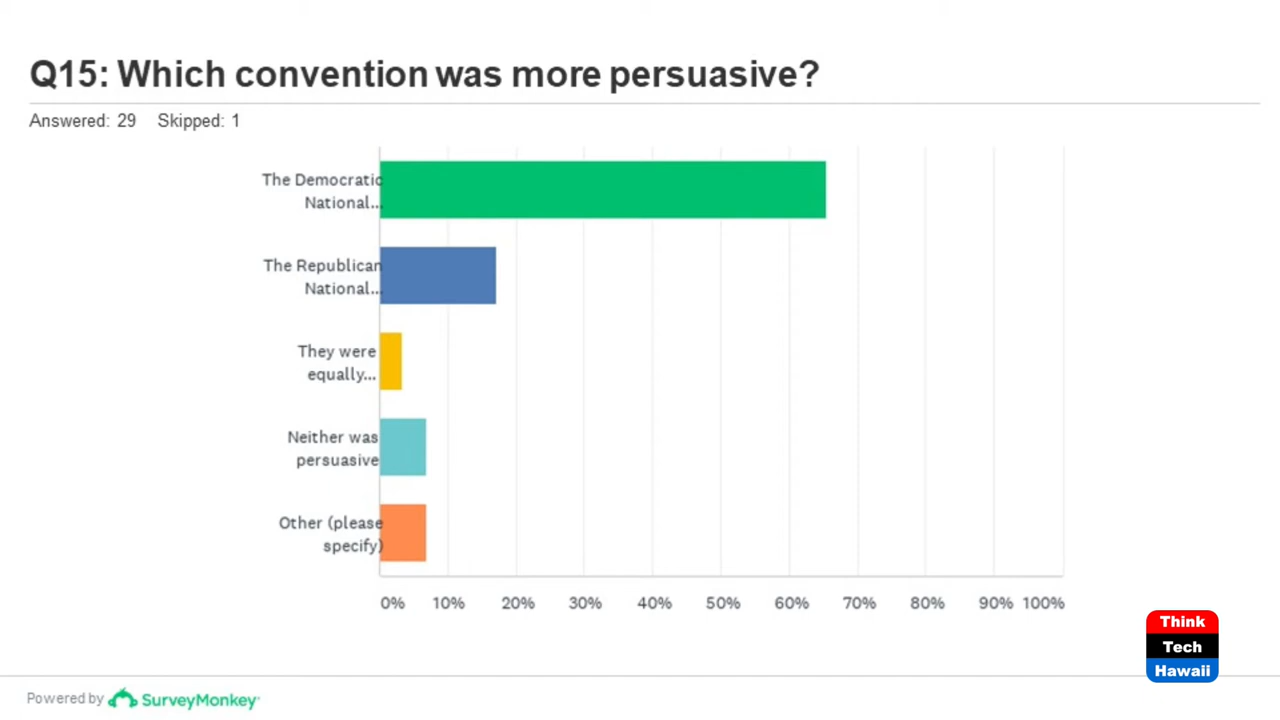 Q15: Which convention was more persuasive?
Answered: 29 Skipped: 1
The Democratic
National...
The Republican
National...
They were
equally...
Neither was
persuasive
Other (please
specify)
0% 10% 20% 30% 40% 50% 60% 70% 80% 90% 100%
Think
Tech
Hawaii
Powered by SurveyMonkey